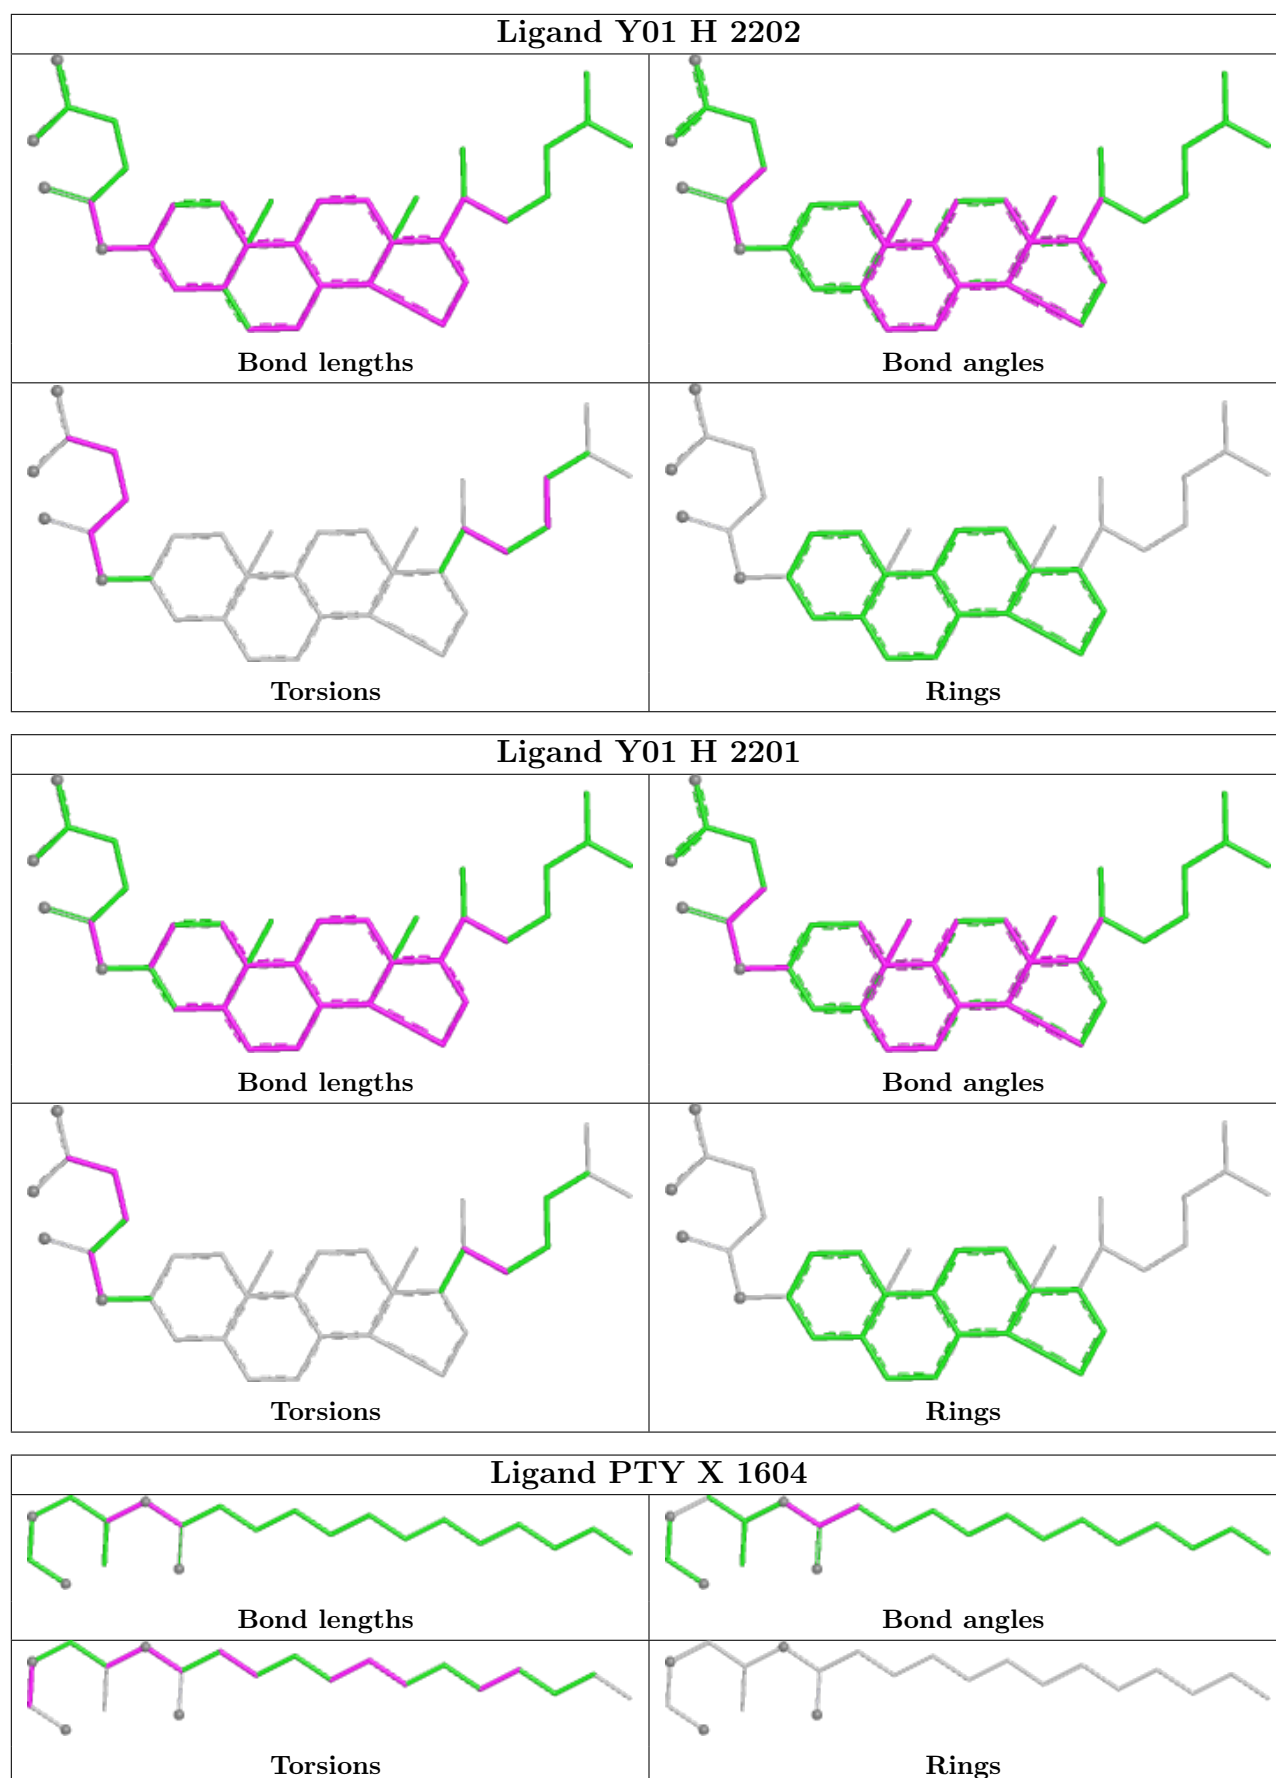 Ligand Y01 H 2202
Bond lengths
Bond angles
Torsions
Rings
Ligand Y01 H 2201
Bond lengths
Bond angles
Torsions
Rings
Ligand PTY X 1604
Bond lengths
Bond angles
Torsions
Rings